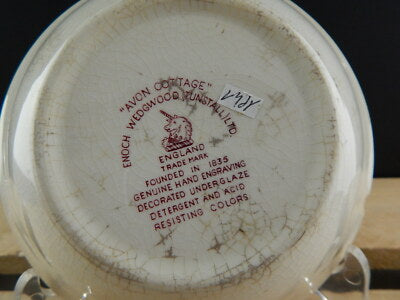 "AVON COTTAGE"
ENOCH WEDGWOOD (TUNSTALL) LTD
ENGLAND
TRADE MARK
FOUNDED IN 1835
GENUINE HAND ENGRAVING
DECORATED UNDERGLAZE
DETERGENT AND ACID
RESISTING COLORS